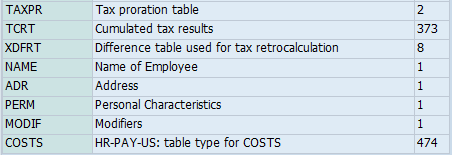 TAXPR Tax proration table 2
TCRT Cumulated tax results 373
XDFRT Difference table used for tax retrocalculation 8
NAME Name of Employee 1
ADR Address 1
PERM Personal Characteristics 1
MODIF Modifiers 1
COSTS HR-PAY-US: table type for COSTS 474